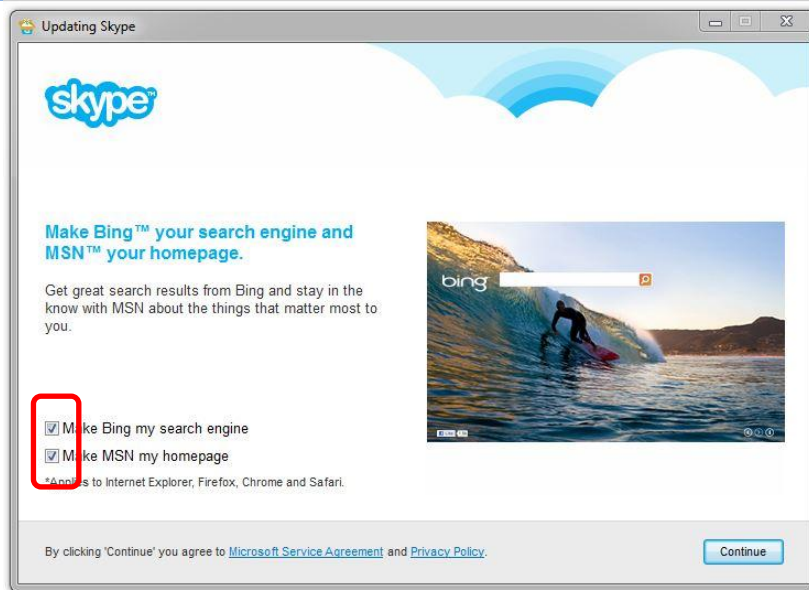 Updating Skype
skype™
Make Bing™ your search engine and
MSN™ your homepage.
Get great search results from Bing and stay in the
know with MSN about the things that matter most to
you.
bing
Make Bing my search engine
Make MSN my homepage
*Applies to Internet Explorer, Firefox, Chrome and Safari.
By clicking 'Continue' you agree to Microsoft Service Agreement and Privacy Policy.
Continue